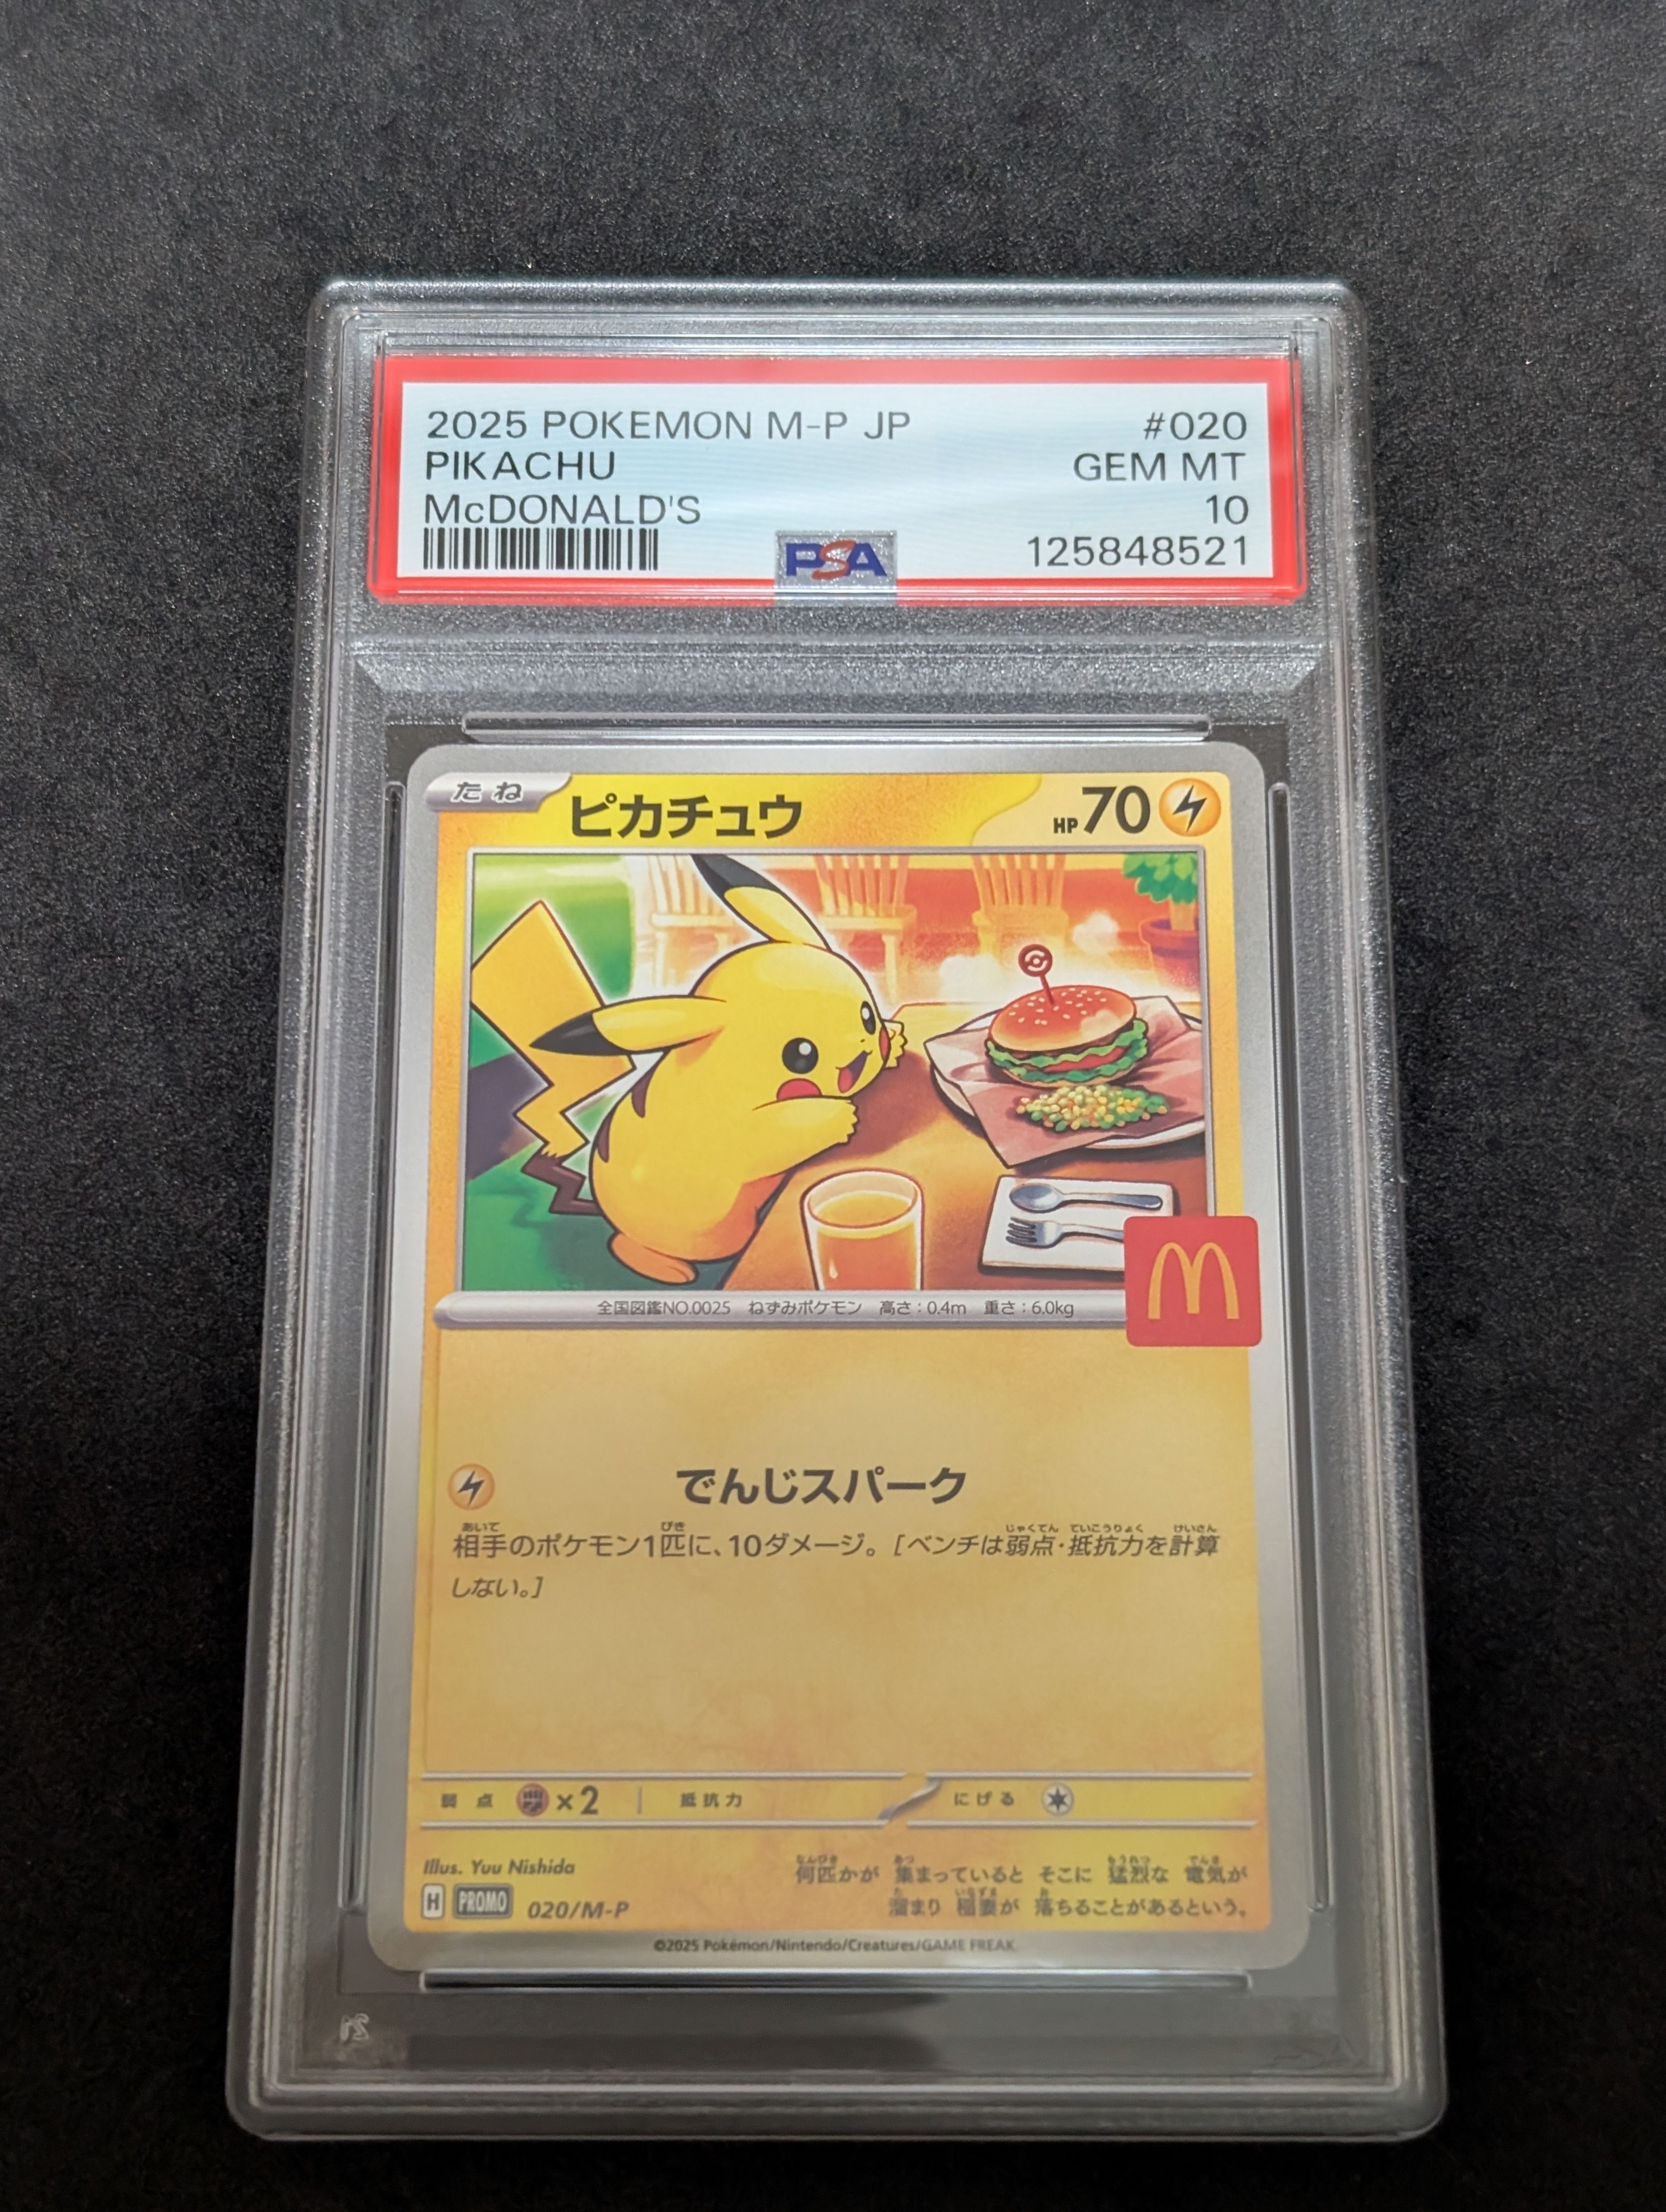 2025 POKEMON M-P JP #020
PIKACHU GEM MT
McDONALD'S 10
PSA 125848521
たね ピカチュウ HP 70
全国図鑑NO.0025 ねずみポケモン 高さ:0.4m 重さ:6.0kg
でんじスパーク
相手のポケモン1匹に、10ダメージ。[ベンチは弱点・抵抗力を計算
しない。]
弱点 ×2 抵抗力 にげる
Illus. Yuu Nishida
何匹かが 集まっていると そこに 猛烈な 電気が
溜まり 稲妻が 落ちることがあるという。
H PROMO 020/M-P
©2025 Pokémon/Nintendo/Creatures/GAME FREAK.